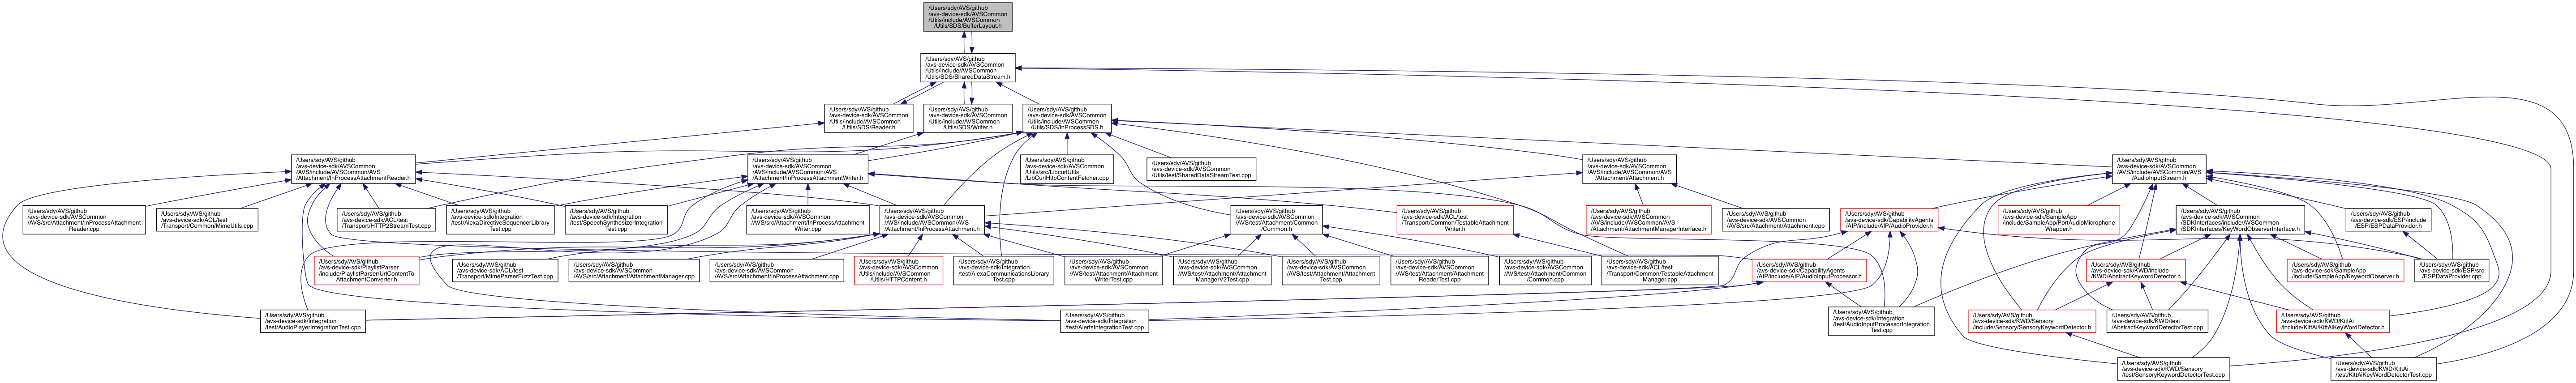 /Users/sdy/AVS/github
/avs-device-sdk/AVSCommon
/Utils/include/AVSCommon
/Utils/SDS/BufferLayout.h
/Users/sdy/AVS/github
/avs-device-sdk/AVSCommon
/Utils/include/AVSCommon
/Utils/SDS/SharedDataStream.h
/Users/sdy/AVS/github
/avs-device-sdk/AVSCommon
/Utils/include/AVSCommon
/Utils/SDS/Reader.h
/Users/sdy/AVS/github
/avs-device-sdk/AVSCommon
/Utils/include/AVSCommon
/Utils/SDS/Writer.h
/Users/sdy/AVS/github
/avs-device-sdk/AVSCommon
/Utils/include/AVSCommon
/Utils/SDS/InProcessSDS.h
/Users/sdy/AVS/github
/avs-device-sdk/AVSCommon
/AVS/include/AVSCommon/AVS
/Attachment/InProcessAttachmentReader.h
/Users/sdy/AVS/github
/avs-device-sdk/AVSCommon
/AVS/include/AVSCommon/AVS
/Attachment/InProcessAttachmentWriter.h
/Users/sdy/AVS/github
/avs-device-sdk/AVSCommon
/Utils/src/LibcurlUtils
/LibCurlHttpContentFetcher.cpp
/Users/sdy/AVS/github
/avs-device-sdk/AVSCommon
/Utils/test/SharedDataStreamTest.cpp
/Users/sdy/AVS/github
/avs-device-sdk/AVSCommon
/AVS/include/AVSCommon/AVS
/Attachment/Attachment.h
/Users/sdy/AVS/github
/avs-device-sdk/AVSCommon
/AVS/include/AVSCommon/AVS
/AudioInputStream.h
/Users/sdy/AVS/github
/avs-device-sdk/AVSCommon
/AVS/src/Attachment/InProcessAttachment
Reader.cpp
/Users/sdy/AVS/github
/avs-device-sdk/ACL/test
/Transport/Common/MimeUtils.cpp
/Users/sdy/AVS/github
/avs-device-sdk/ACL/test
/Transport/HTTP2StreamTest.cpp
/Users/sdy/AVS/github
/avs-device-sdk/Integration
/test/AlexaDirectiveSequencerLibrary
Test.cpp
/Users/sdy/AVS/github
/avs-device-sdk/Integration
/test/SpeechSynthesizerIntegration
Test.cpp
/Users/sdy/AVS/github
/avs-device-sdk/AVSCommon
/AVS/src/Attachment/InProcessAttachment
Writer.cpp
/Users/sdy/AVS/github
/avs-device-sdk/AVSCommon
/AVS/include/AVSCommon/AVS
/Attachment/InProcessAttachment.h
/Users/sdy/AVS/github
/avs-device-sdk/AVSCommon
/AVS/test/Attachment/Common
/Common.h
/Users/sdy/AVS/github
/avs-device-sdk/ACL/test
/Transport/Common/TestableAttachment
Writer.h
/Users/sdy/AVS/github
/avs-device-sdk/AVSCommon
/AVS/include/AVSCommon/AVS
/Attachment/AttachmentManagerInterface.h
/Users/sdy/AVS/github
/avs-device-sdk/AVSCommon
/AVS/src/Attachment/Attachment.cpp
/Users/sdy/AVS/github
/avs-device-sdk/CapabilityAgents
/AIP/include/AIP/AudioProvider.h
/Users/sdy/AVS/github
/avs-device-sdk/SampleApp
/include/SampleApp/PortAudioMicrophone
Wrapper.h
/Users/sdy/AVS/github
/avs-device-sdk/AVSCommon
/SDKInterfaces/include/AVSCommon
/SDKInterfaces/KeyWordObserverInterface.h
/Users/sdy/AVS/github
/avs-device-sdk/ESP/include
/ESP/ESPDataProvider.h
/Users/sdy/AVS/github
/avs-device-sdk/PlaylistParser
/include/PlaylistParser/UrlContentTo
AttachmentConverter.h
/Users/sdy/AVS/github
/avs-device-sdk/ACL/test
/Transport/MimeParserFuzzTest.cpp
/Users/sdy/AVS/github
/avs-device-sdk/AVSCommon
/AVS/src/Attachment/AttachmentManager.cpp
/Users/sdy/AVS/github
/avs-device-sdk/AVSCommon
/AVS/src/Attachment/InProcessAttachment.cpp
/Users/sdy/AVS/github
/avs-device-sdk/AVSCommon
/Utils/include/AVSCommon
/Utils/HTTPContent.h
/Users/sdy/AVS/github
/avs-device-sdk/Integration
/test/AlexaCommunicationsLibrary
Test.cpp
/Users/sdy/AVS/github
/avs-device-sdk/AVSCommon
/AVS/test/Attachment/Attachment
WriterTest.cpp
/Users/sdy/AVS/github
/avs-device-sdk/AVSCommon
/AVS/test/Attachment/Attachment
ManagerV2Test.cpp
/Users/sdy/AVS/github
/avs-device-sdk/AVSCommon
/AVS/test/Attachment/Attachment
Test.cpp
/Users/sdy/AVS/github
/avs-device-sdk/AVSCommon
/AVS/test/Attachment/Attachment
ReaderTest.cpp
/Users/sdy/AVS/github
/avs-device-sdk/AVSCommon
/AVS/test/Attachment/Common
/Common.cpp
/Users/sdy/AVS/github
/avs-device-sdk/ACL/test
/Transport/Common/TestableAttachment
Manager.cpp
/Users/sdy/AVS/github
/avs-device-sdk/CapabilityAgents
/AIP/include/AIP/AudioInputProcessor.h
/Users/sdy/AVS/github
/avs-device-sdk/KWD/include
/KWD/AbstractKeywordDetector.h
/Users/sdy/AVS/github
/avs-device-sdk/SampleApp
/include/SampleApp/KeywordObserver.h
/Users/sdy/AVS/github
/avs-device-sdk/ESP/src
/ESPDataProvider.cpp
/Users/sdy/AVS/github
/avs-device-sdk/Integration
/test/AudioPlayerIntegrationTest.cpp
/Users/sdy/AVS/github
/avs-device-sdk/Integration
/test/AlertsIntegrationTest.cpp
/Users/sdy/AVS/github
/avs-device-sdk/Integration
/test/AudioInputProcessorIntegration
Test.cpp
/Users/sdy/AVS/github
/avs-device-sdk/KWD/Sensory
/include/Sensory/SensoryKeywordDetector.h
/Users/sdy/AVS/github
/avs-device-sdk/KWD/test
/AbstractKeywordDetectorTest.cpp
/Users/sdy/AVS/github
/avs-device-sdk/KWD/KittAi
/include/KittAi/KittAiKeyWordDetector.h
/Users/sdy/AVS/github
/avs-device-sdk/KWD/Sensory
/test/SensoryKeywordDetectorTest.cpp
/Users/sdy/AVS/github
/avs-device-sdk/KWD/KittAi
/test/KittAiKeyWordDetectorTest.cpp